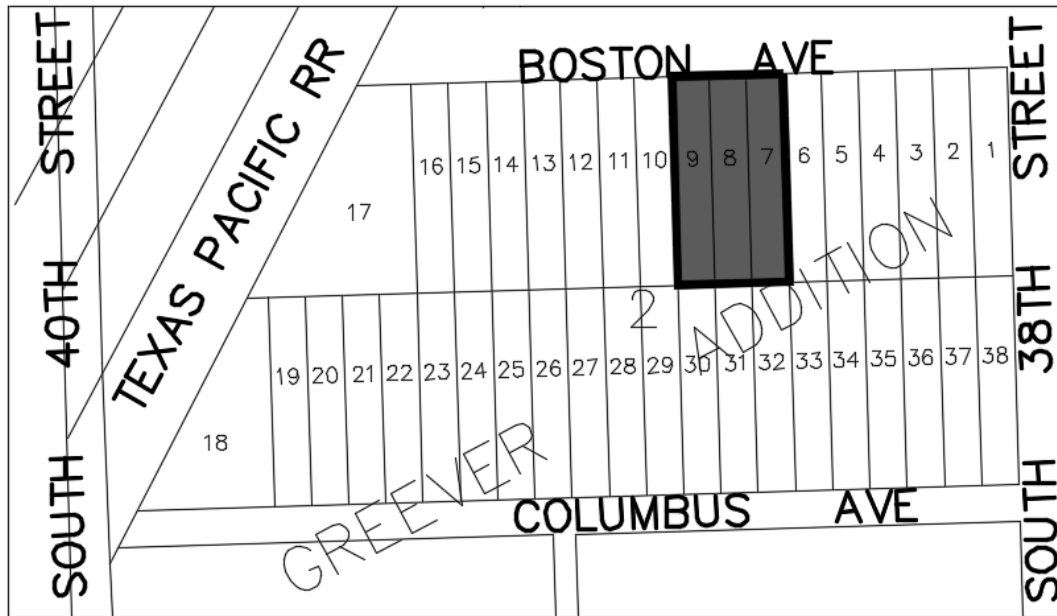 BOSTON AVE
16 15 14 13 12 11 10 9 8 7 6 5 4 3 2 1
17
TEXAS PACIFIC RR
SOUTH 40TH STREET
SOUTH 38TH STREET
2
GREEVER ADDITION
19 20 21 22 23 24 25 26 27 28 29 30 31 32 33 34 35 36 37 38
18
COLUMBUS AVE